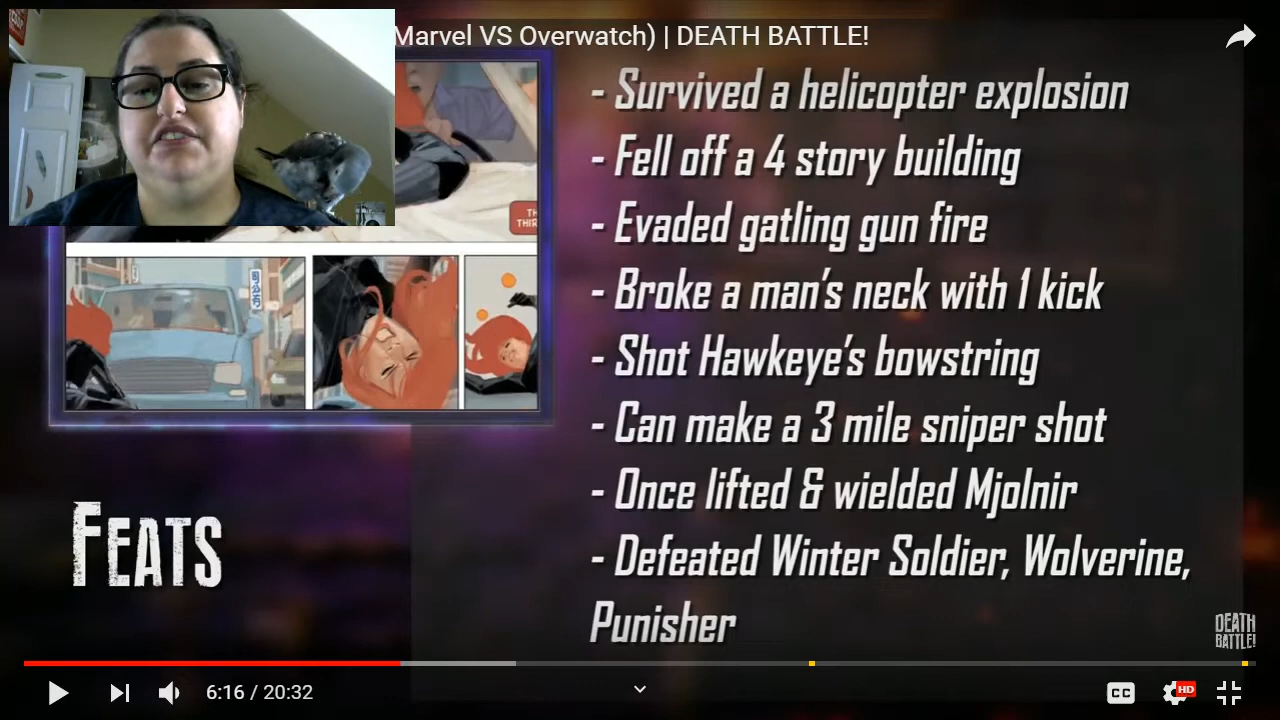 Marvel VS Overwatch) | DEATH BATTLE!
- Survived a helicopter explosion
- Fell off a 4 story building
- Evaded gatling gun fire
- Broke a man's neck with 1 kick
- Shot Hawkeye's bowstring
- Can make a 3 mile sniper shot
- Once lifted & wielded Mjolnir
- Defeated Winter Soldier, Wolverine,
Punisher
FEATS
DEATH
BATTLE!
6:16 / 20:32
CC
HD